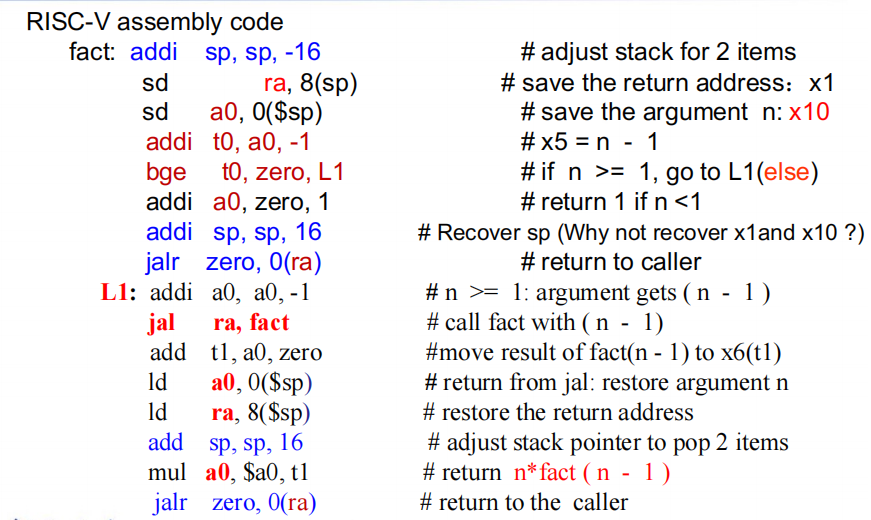 RISC-V assembly code
fact: addi sp, sp, -16 # adjust stack for 2 items
sd ra, 8(sp) # save the return address：x1
sd a0, 0($sp) # save the argument n: x10
addi t0, a0, -1 # x5 = n - 1
bge t0, zero, L1 # if n >= 1, go to L1(else)
addi a0, zero, 1 # return 1 if n <1
addi sp, sp, 16 # Recover sp (Why not recover x1and x10 ?)
jalr zero, 0(ra) # return to caller
L1: addi a0, a0, -1 # n >= 1: argument gets ( n - 1 )
jal ra, fact # call fact with ( n - 1)
add t1, a0, zero #move result of fact(n - 1) to x6(t1)
ld a0, 0($sp) # return from jal: restore argument n
ld ra, 8($sp) # restore the return address
add sp, sp, 16 # adjust stack pointer to pop 2 items
mul a0, $a0, t1 # return n*fact ( n - 1 )
jalr zero, 0(ra) # return to the caller